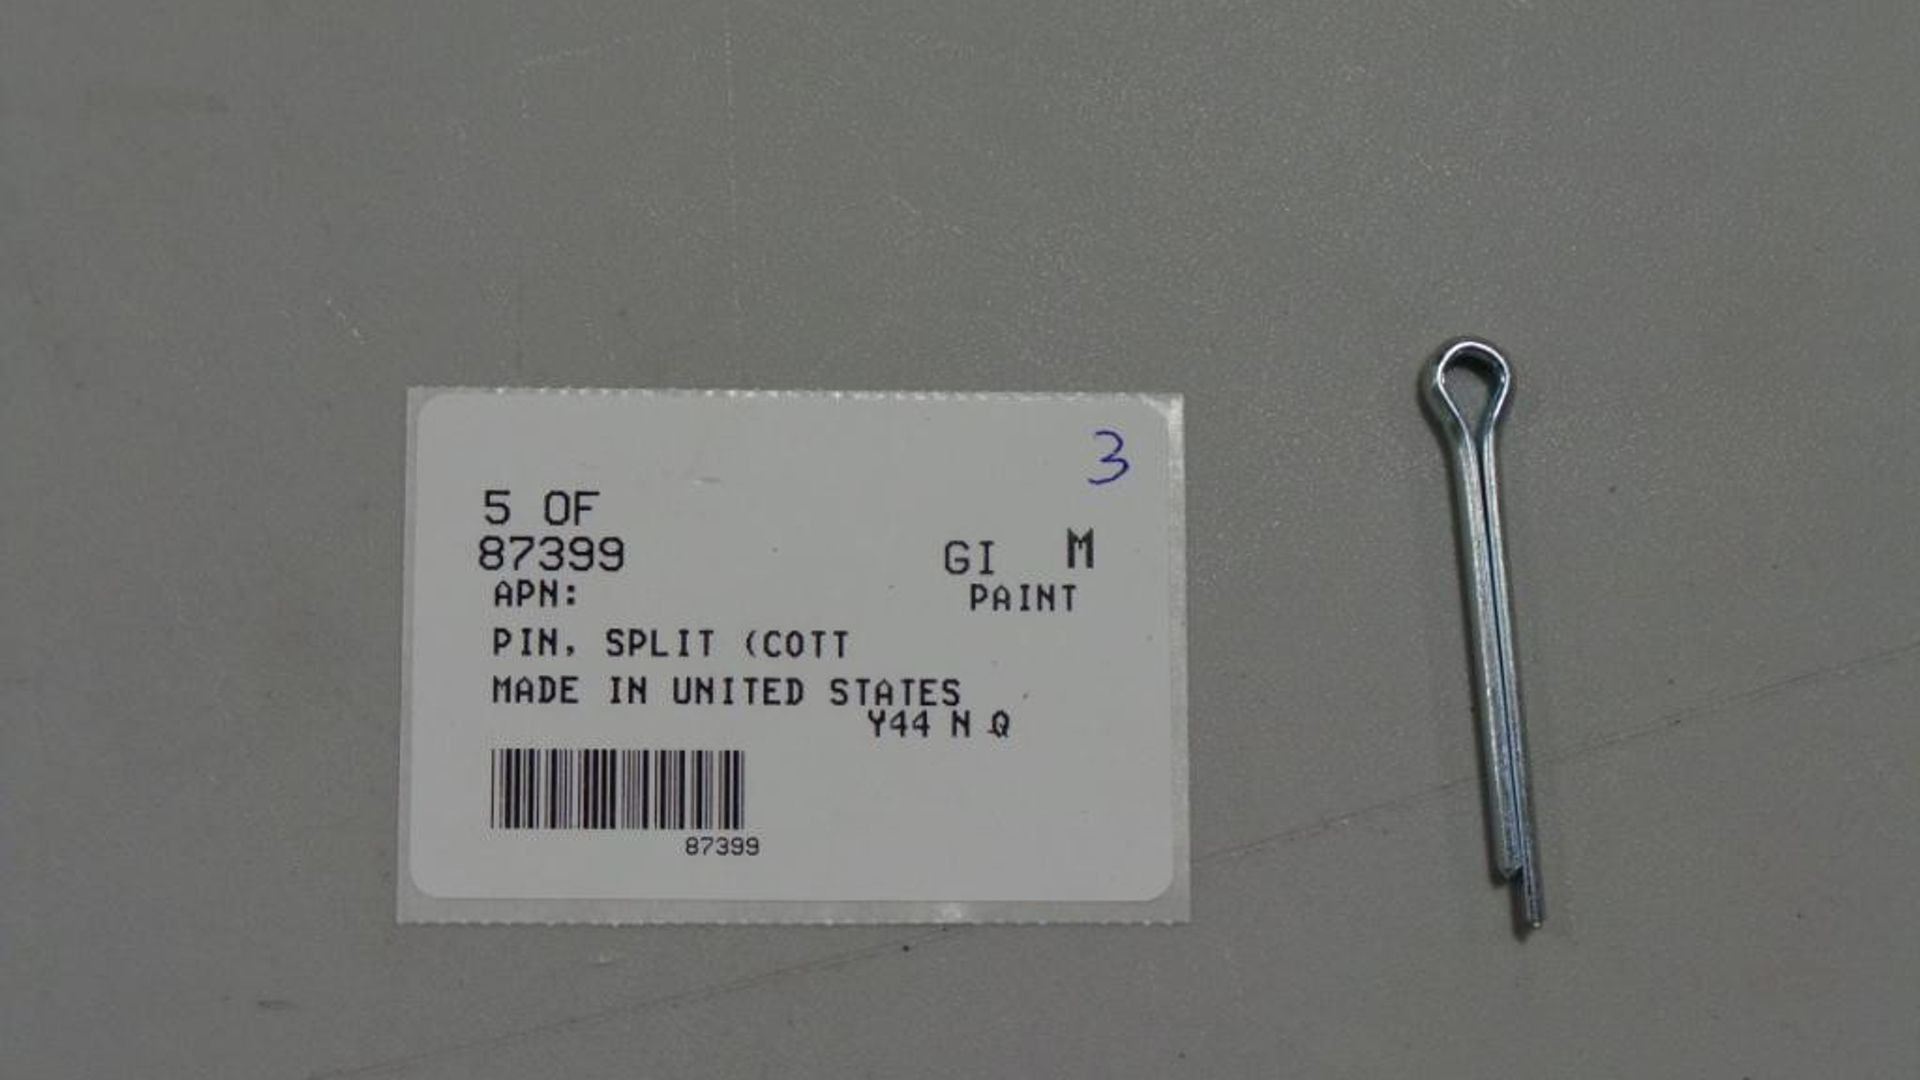 3
5 OF
87399 GI M
APN: PAINT
PIN, SPLIT (COTT
MADE IN UNITED STATES
Y44 N Q
87399